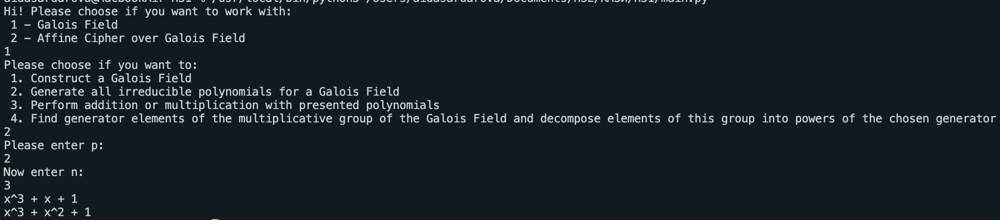 Hi! Please choose if you want to work with:
1 – Galois Field
2 – Affine Cipher over Galois Field
1
Please choose if you want to:
1. Construct a Galois Field
2. Generate all irreducible polynomials for a Galois Field
3. Perform addition or multiplication with presented polynomials
4. Find generator elements of the multiplicative group of the Galois Field and decompose elements of this group into powers of the chosen generator
2
Please enter p:
2
Now enter n:
3
x^3 + x + 1
x^3 + x^2 + 1